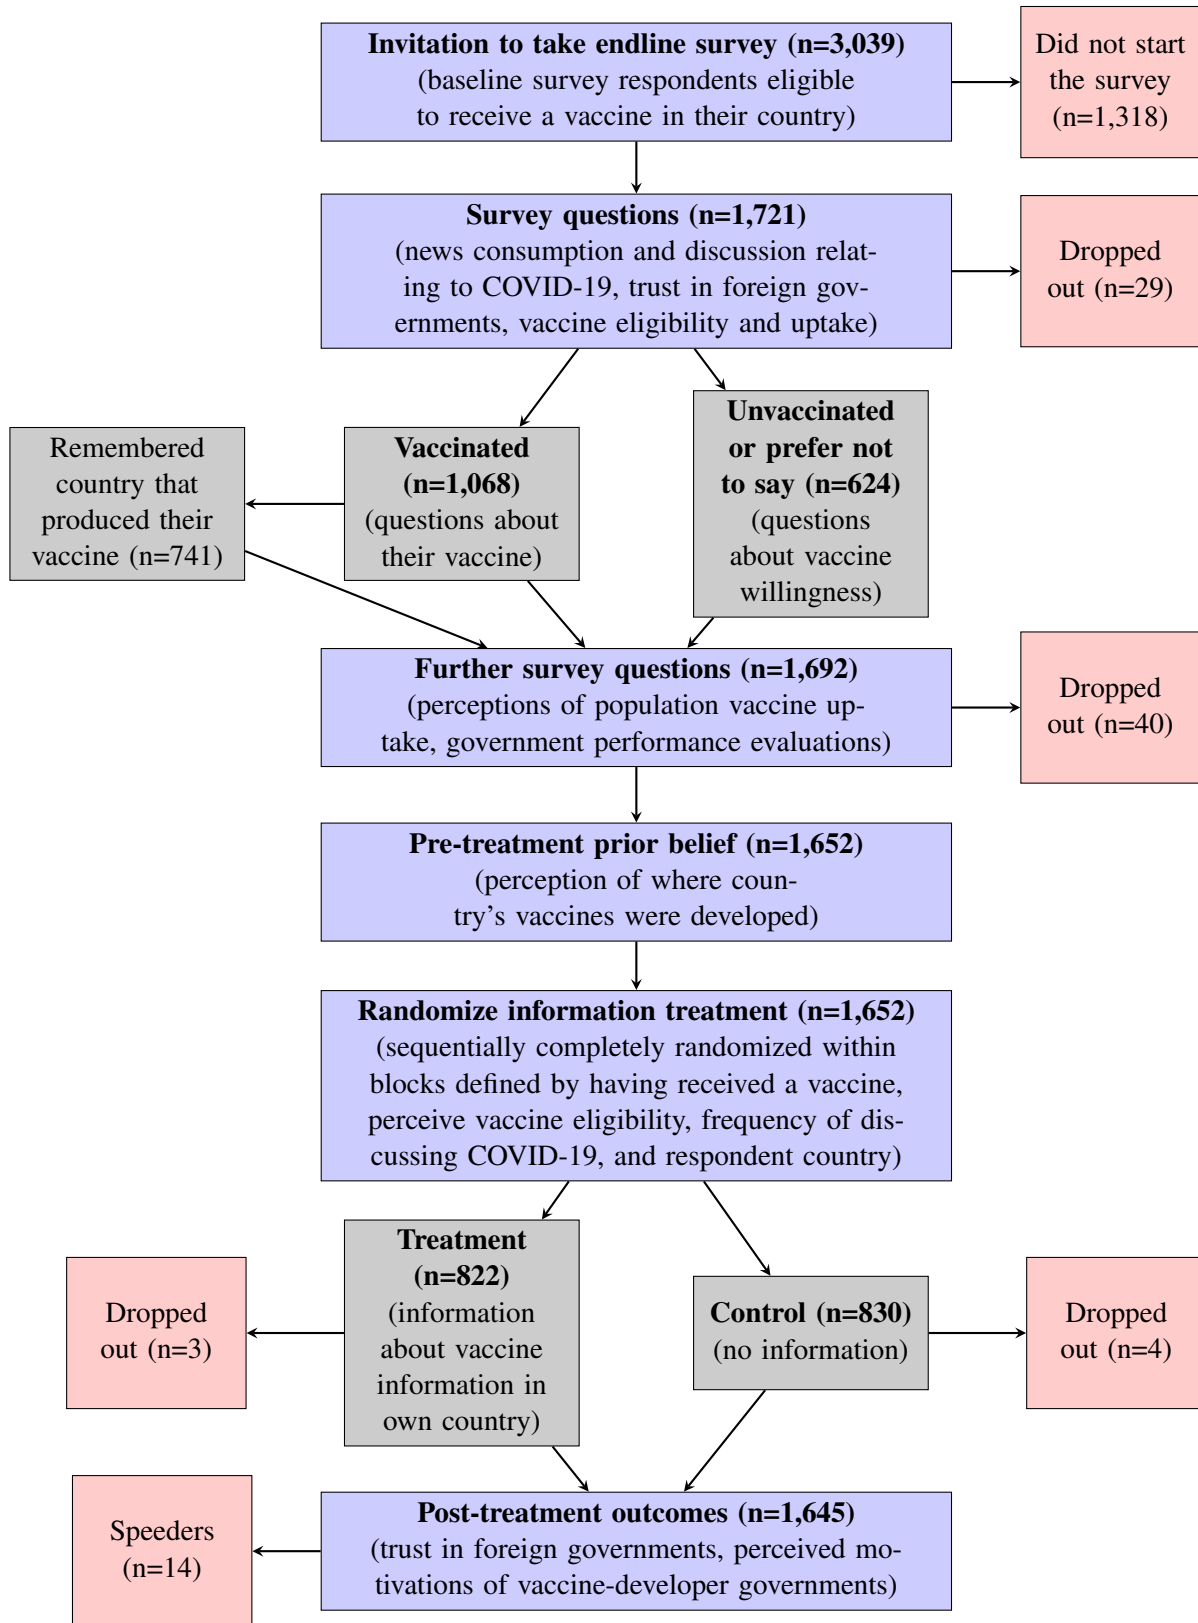 Invitation to take endline survey (n=3,039)
(baseline survey respondents eligible
to receive a vaccine in their country)
Did not start
the survey
(n=1,318)
Survey questions (n=1,721)
(news consumption and discussion relat-
ing to COVID-19, trust in foreign gov-
ernments, vaccine eligibility and uptake)
Dropped
out (n=29)
Remembered
country that
produced their
vaccine (n=741)
Vaccinated
(n=1,068)
(questions about
their vaccine)
Unvaccinated
or prefer not
to say (n=624)
(questions
about vaccine
willingness)
Further survey questions (n=1,692)
(perceptions of population vaccine up-
take, government performance evaluations)
Dropped
out (n=40)
Pre-treatment prior belief (n=1,652)
(perception of where coun-
try's vaccines were developed)
Randomize information treatment (n=1,652)
(sequentially completely randomized within
blocks defined by having received a vaccine,
perceive vaccine eligibility, frequency of dis-
cussing COVID-19, and respondent country)
Dropped
out (n=3)
Treatment
(n=822)
(information
about vaccine
information in
own country)
Control (n=830)
(no information)
Dropped
out (n=4)
Speeders
(n=14)
Post-treatment outcomes (n=1,645)
(trust in foreign governments, perceived mo-
tivations of vaccine-developer governments)